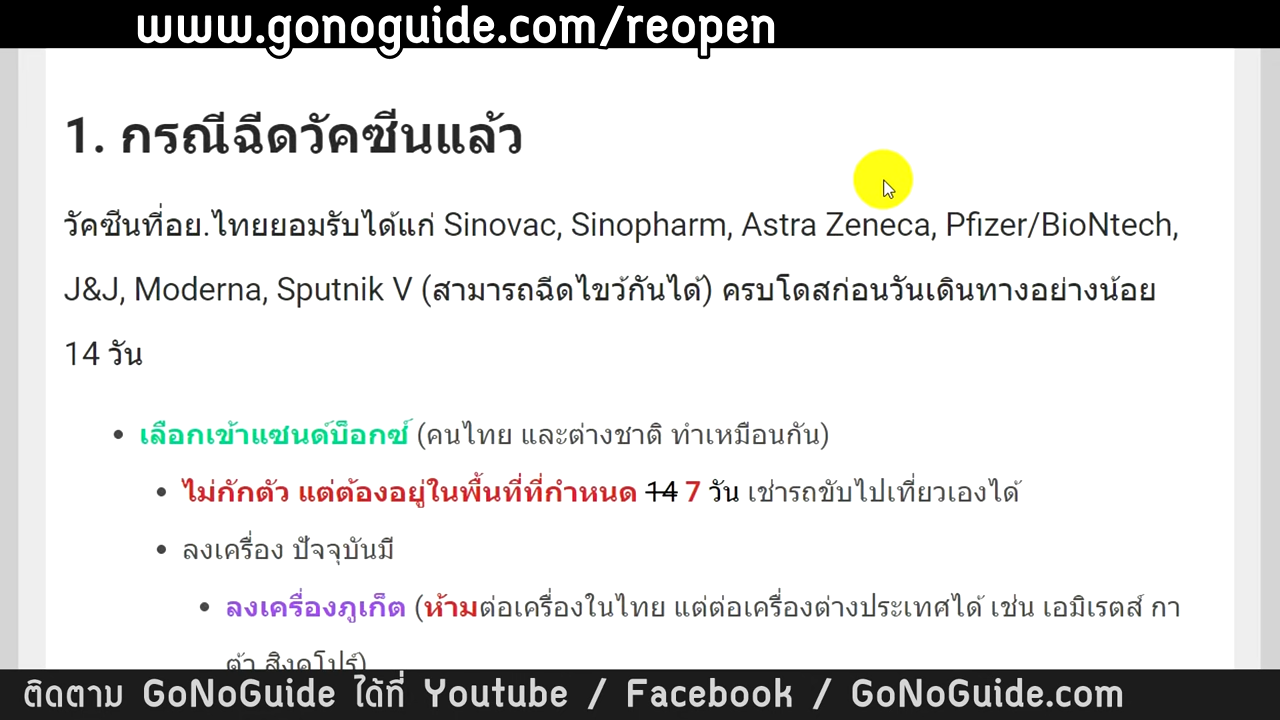 www.gonoguide.com/reopen
1. กรณีฉีดวัคซีนแล้ว
วัคซีนที่อย.ไทยยอมรับได้แก่ Sinovac, Sinopharm, Astra Zeneca, Pfizer/BioNtech,
J&J, Moderna, Sputnik V (สามารถฉีดไขว้กันได้) ครบโดสก่อนวันเดินทางอย่างน้อย
14 วัน
• เลือกเข้าแซนด์บ็อกซ์ (คนไทย และต่างชาติ ทำเหมือนกัน)
• ไม่กักตัว แต่ต้องอยู่ในพื้นที่ที่กำหนด 14 7 วัน เช่ารถขับไปเที่ยวเองได้
• ลงเครื่อง ปัจจุบันมี
• ลงเครื่องภูเก็ต (ห้ามต่อเครื่องในไทย แต่ต่อเครื่องต่างประเทศได้ เช่น เอมิเรตส์ กา
ต้า สิงคโปร์)
ติดตาม GoNoGuide ได้ที่ Youtube / Facebook / GoNoGuide.com